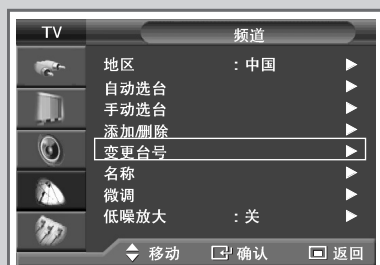 TV 频道
地区 : 中国
自动选台
手动选台
添加/删除
变更台号
名称
微调
低噪放大 : 关
移动 确认 返回